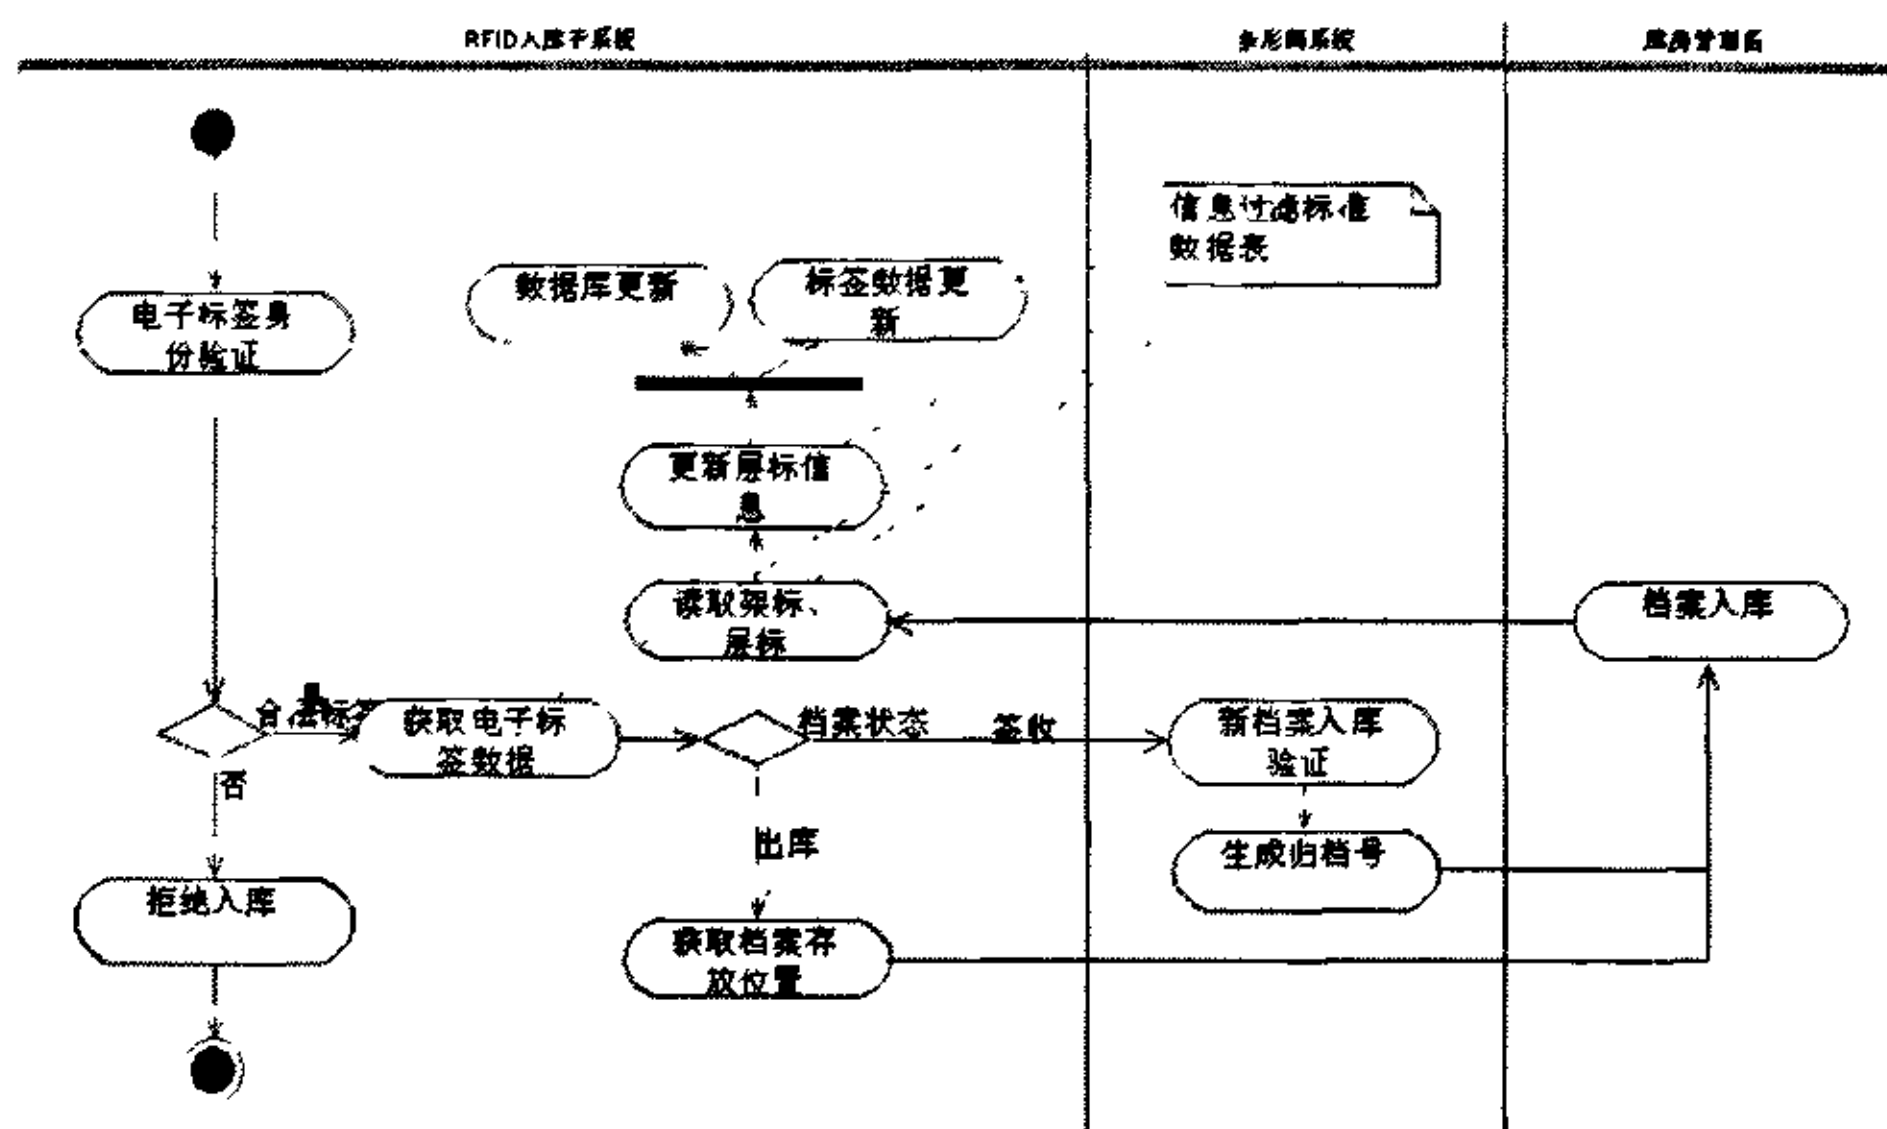 RFID入库子系统
条形码系统
库房管理员
信息过滤标准
数据表
数据库更新
标签数据更
新
电子标签身
份验证
更新层标信
息
读取架标、
层标
档案入库
是
合法标签
获取电子标
签数据
档案状态
签收
新档案入库
验证
否
出库
生成归档号
拒绝入库
获取档案存
放位置